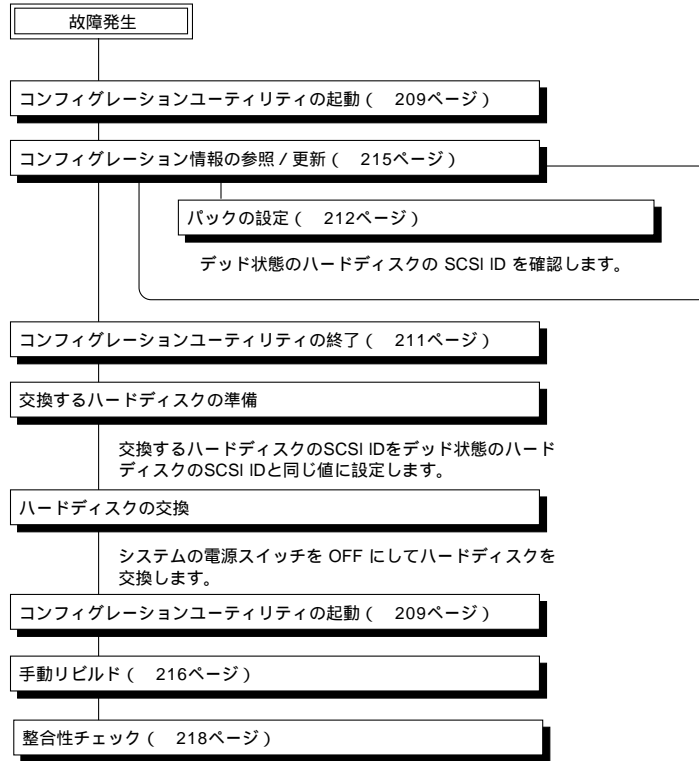 故障発生
コンフィグレーションユーティリティの起動(　209ページ)
コンフィグレーション情報の参照／更新(　215ページ)
パックの設定(　212ページ)
デッド状態のハードディスクの SCSI ID を確認します。
コンフィグレーションユーティリティの終了(　211ページ)
交換するハードディスクの準備
交換するハードディスクのSCSI IDをデッド状態のハード
ディスクのSCSI IDと同じ値に設定します。
ハードディスクの交換
システムの電源スイッチを OFF にしてハードディスクを
交換します。
コンフィグレーションユーティリティの起動(　209ページ)
手動リビルド(　216ページ)
整合性チェック(　218ページ)